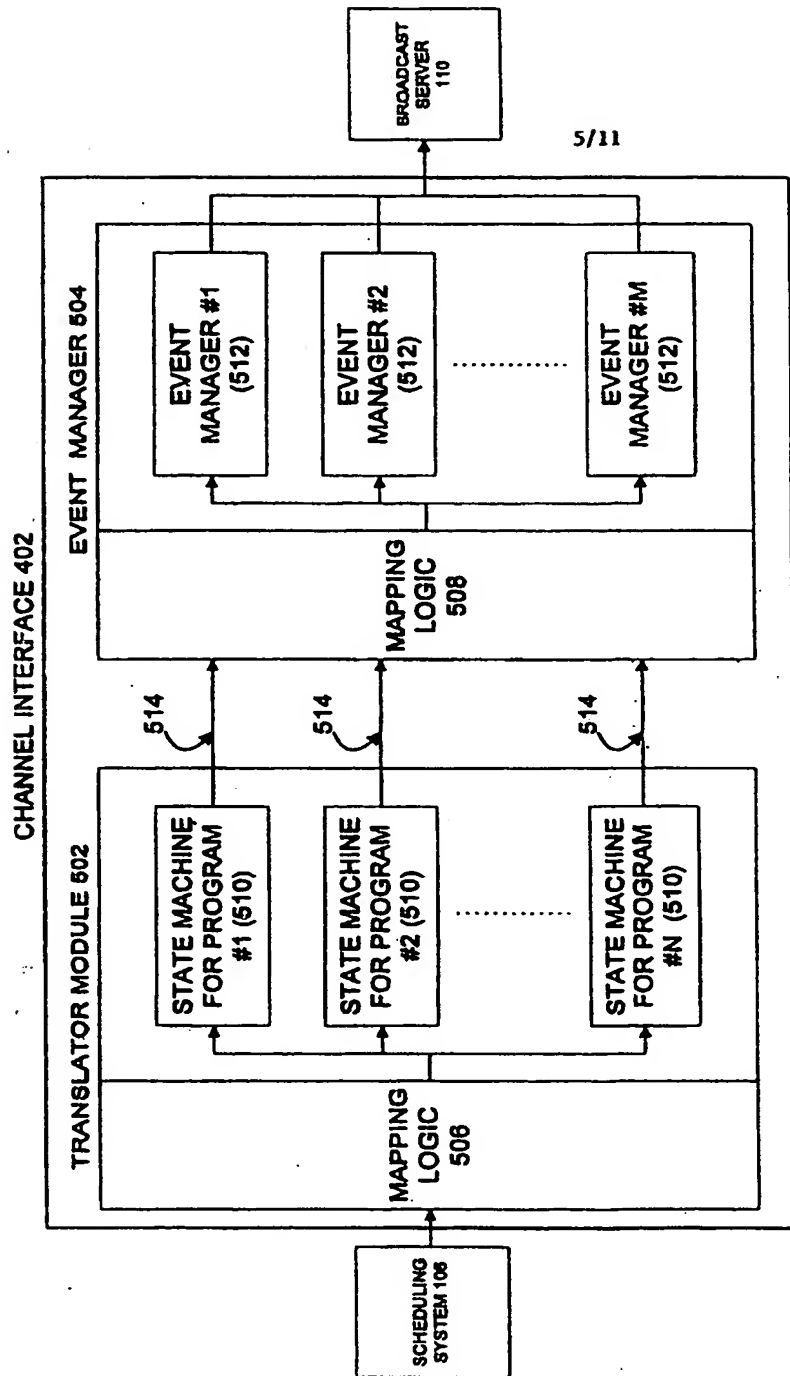 5/11
CHANNEL INTERFACE 402
TRANSLATOR MODULE 502
EVENT MANAGER 504
SCHEDULING
SYSTEM 106
MAPPING
LOGIC
506
STATE MACHINE
FOR PROGRAM
#1 (510)
STATE MACHINE
FOR PROGRAM
#2 (510)
STATE MACHINE
FOR PROGRAM
#N (510)
514
514
514
MAPPING
LOGIC
508
EVENT
MANAGER #1
(512)
EVENT
MANAGER #2
(512)
EVENT
MANAGER #M
(512)
BROADCAST
SERVER
110